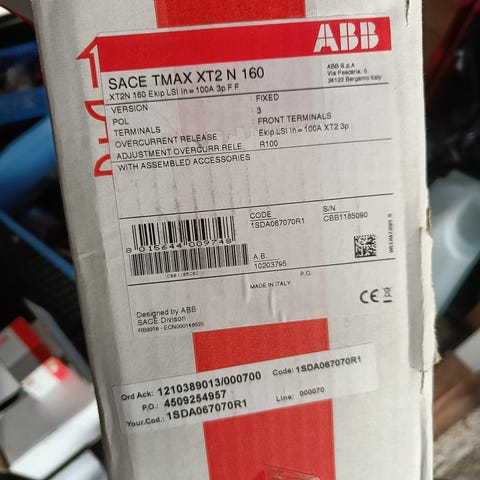 ABB
SACE TMAX XT2 N 160
XT2N 160 Ekip LSI In=100A 3p F F
ABB S.p.A
Via Pescaria, 5
24123 Bergamo Italy
VERSION FIXED
POL 3
TERMINALS FRONT TERMINALS
OVERCURRENT RELEASE Ekip LSI In=100A XT2 3p
ADJUSTMENT OVERCURR.RELE R100
WITH ASSEMBLED ACCESSORIES
CODE S/N
1SDA067070R1 CBB1185090
8 015644 009748
CBB1185090
A.B.
10203795
P.O.
MADE IN ITALY
CE
Designed by ABB
SACE Divison
Ord Ack: 1210389013/000700 Code: 1SDA067070R1
P.O.: 4509254957
Your.Cod.: 1SDA067070R1 Line: 000070